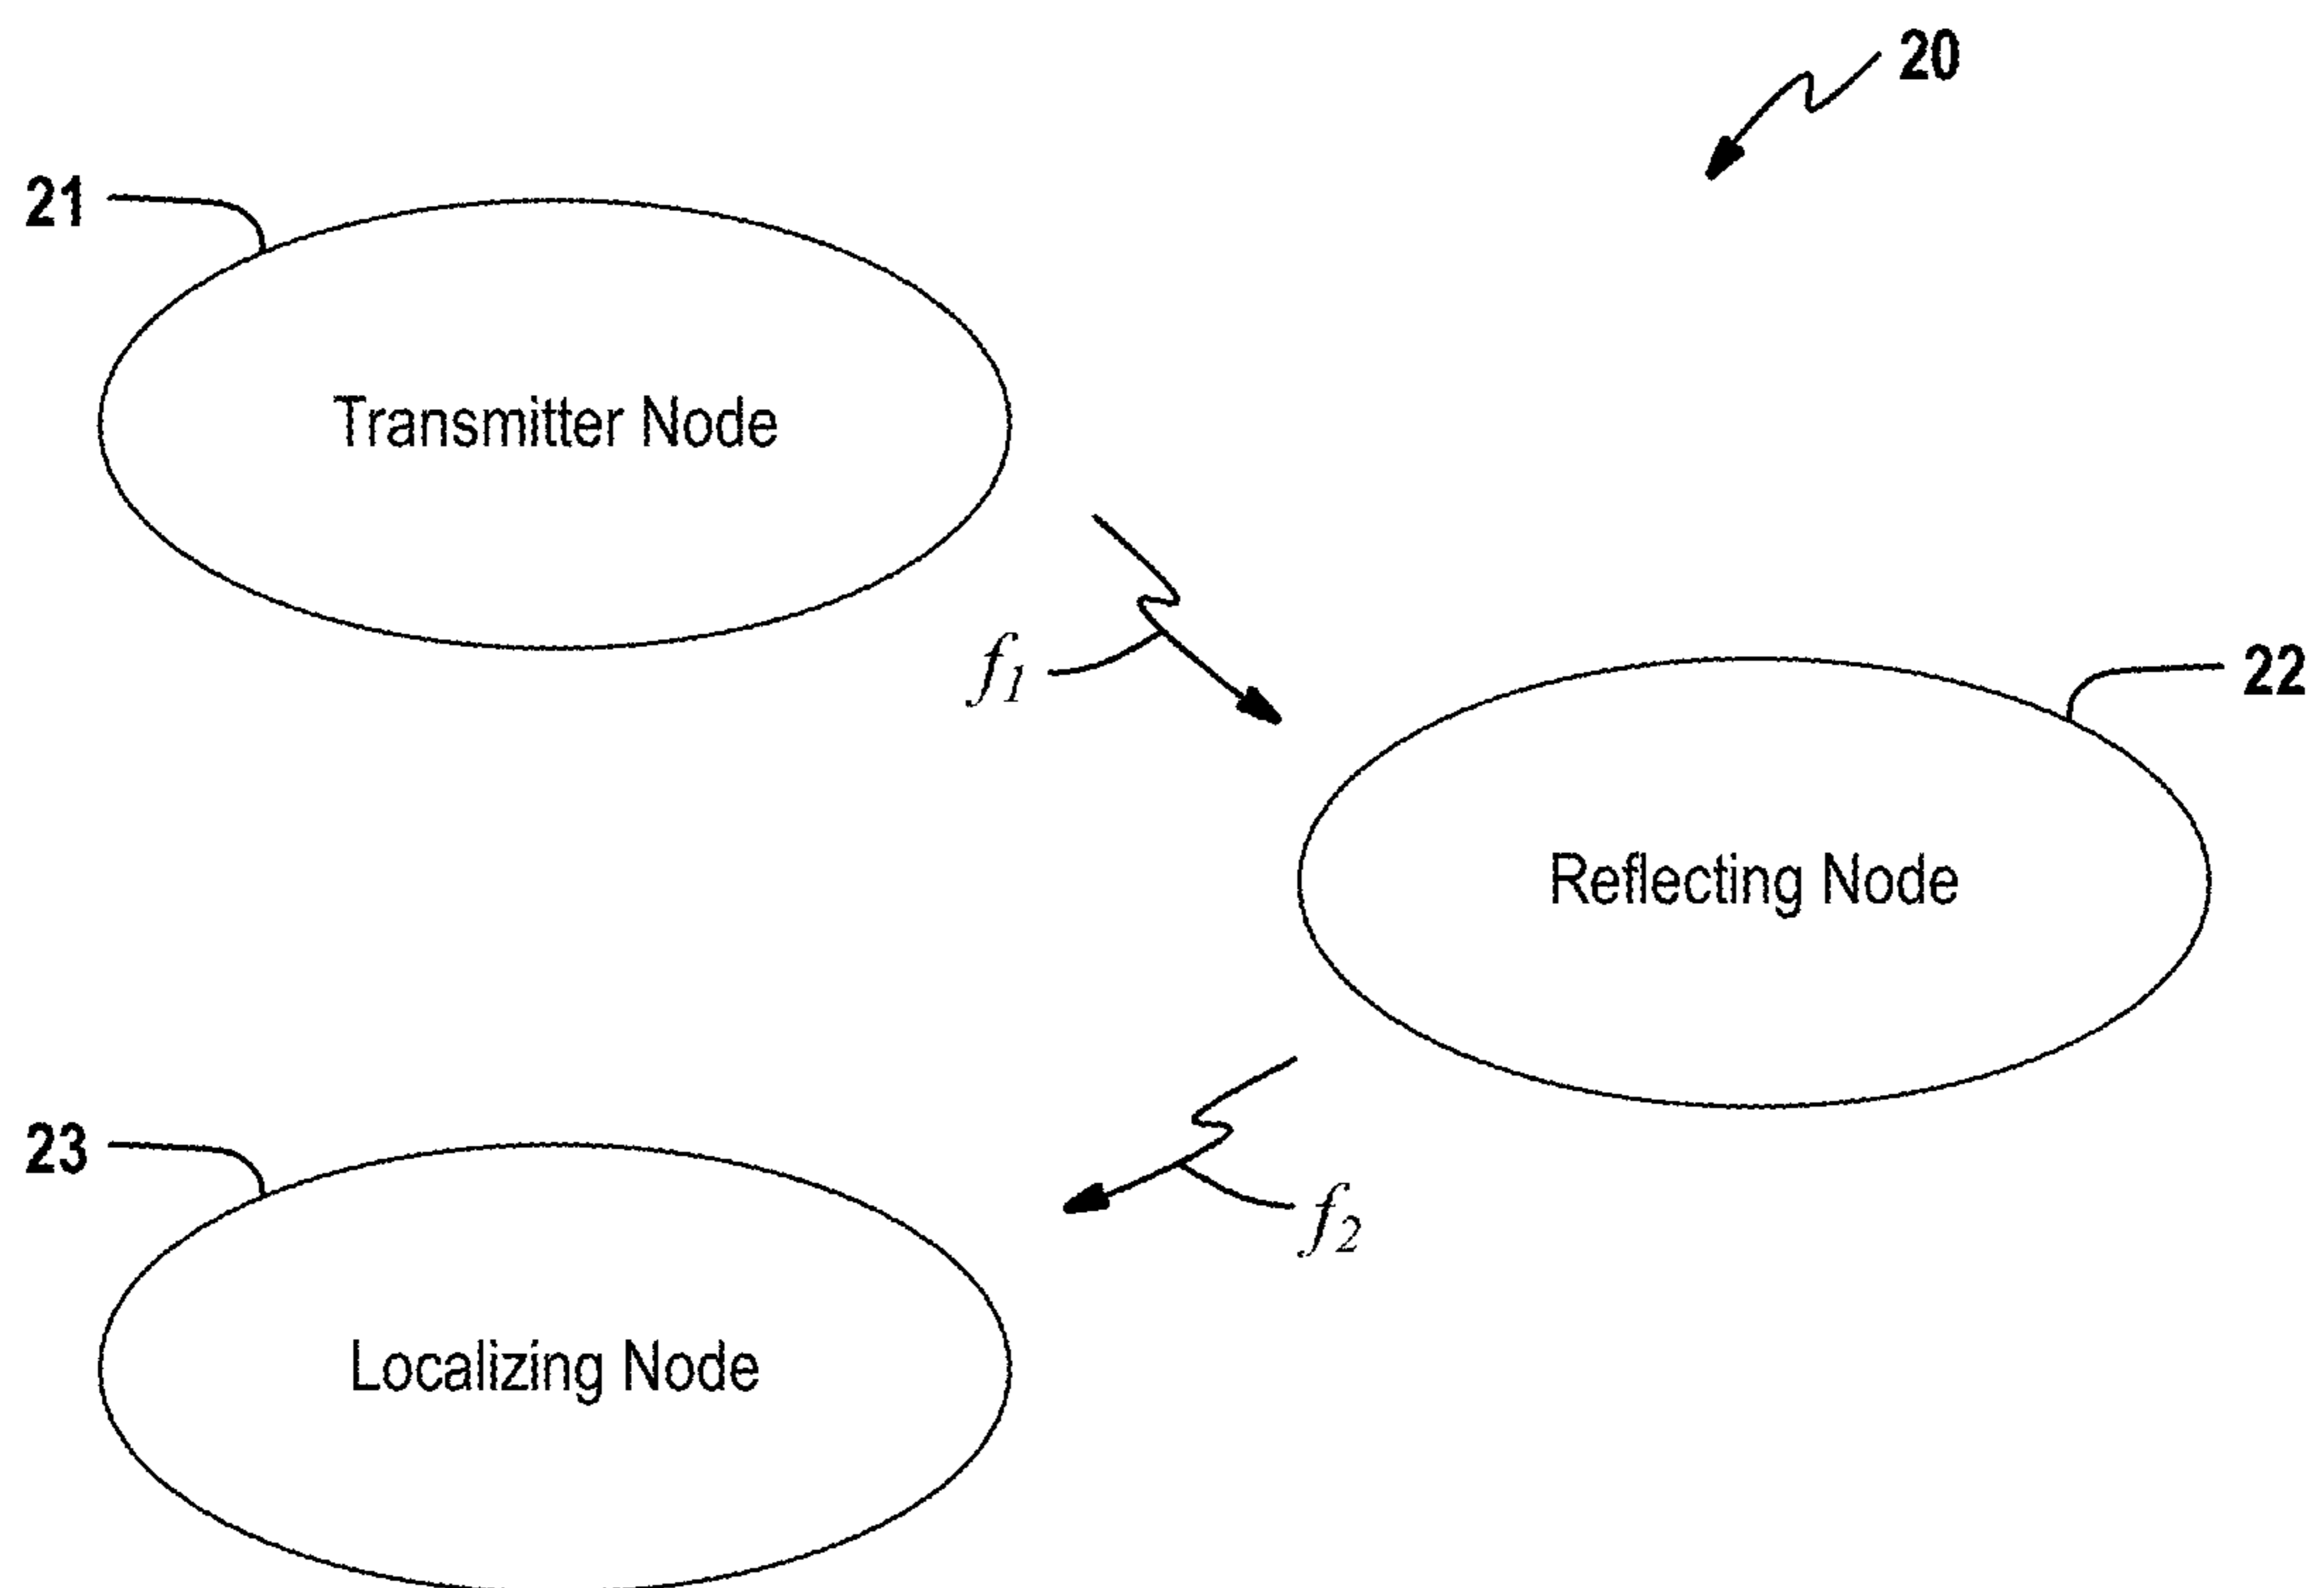 20
21
Transmitter Node
f1
22
Reflecting Node
23
f2
Localizing Node